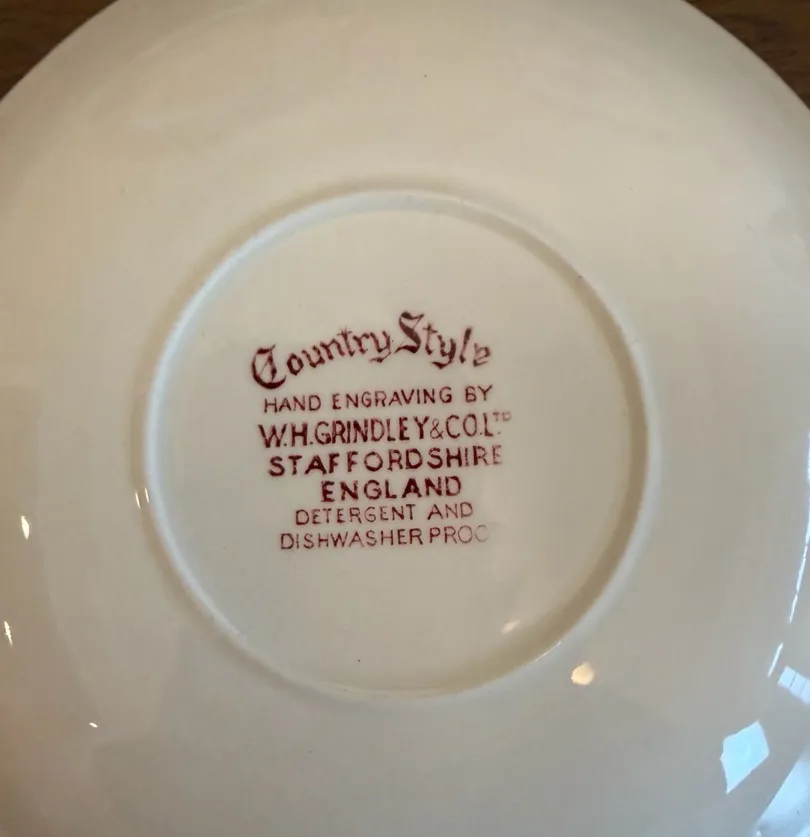 Country Style
HAND ENGRAVING BY
W.H.GRINDLEY&CO.LTD
STAFFORDSHIRE
ENGLAND
DETERGENT AND
DISHWASHER PROO